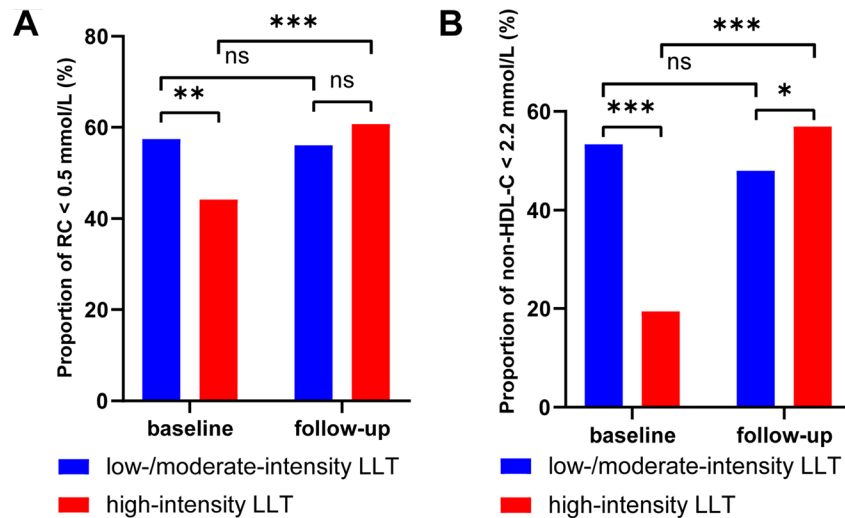 A
Proportion of RC < 0.5 mmol/L (%)
80
60
40
20
0
***
ns
**
ns
baseline
follow-up
low-/moderate-intensity LLT
high-intensity LLT
B
Proportion of non-HDL-C < 2.2 mmol/L (%)
60
40
20
0
***
ns
***
*
baseline
follow-up
low-/moderate-intensity LLT
high-intensity LLT